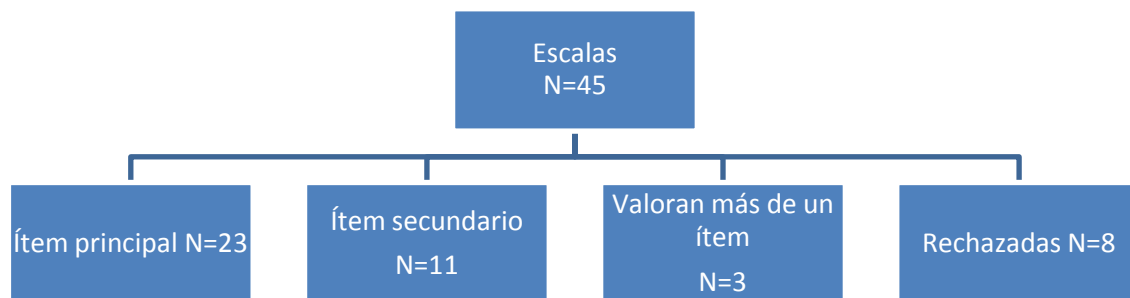 Escalas
N=45
Ítem principal N=23
Ítem secundario
N=11
Valoran más de un
ítem
N=3
Rechazadas N=8